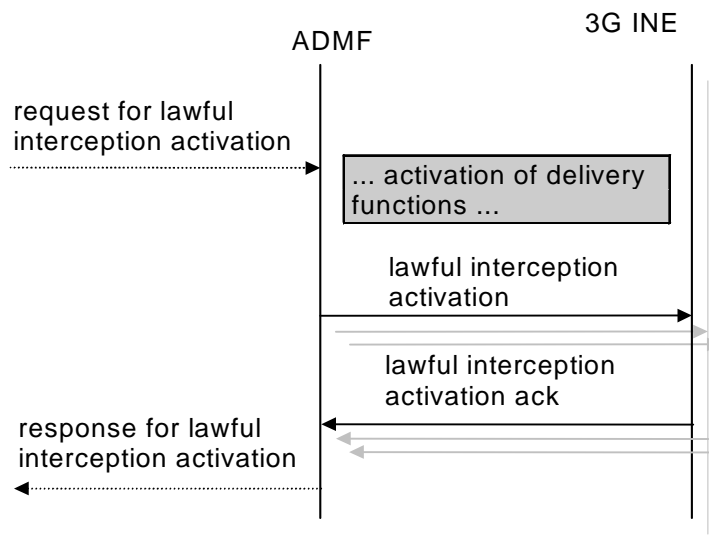 ADMF
3G INE
request for lawful
interception activation
... activation of delivery
functions ...
lawful interception
activation
lawful interception
activation ack
response for lawful
interception activation